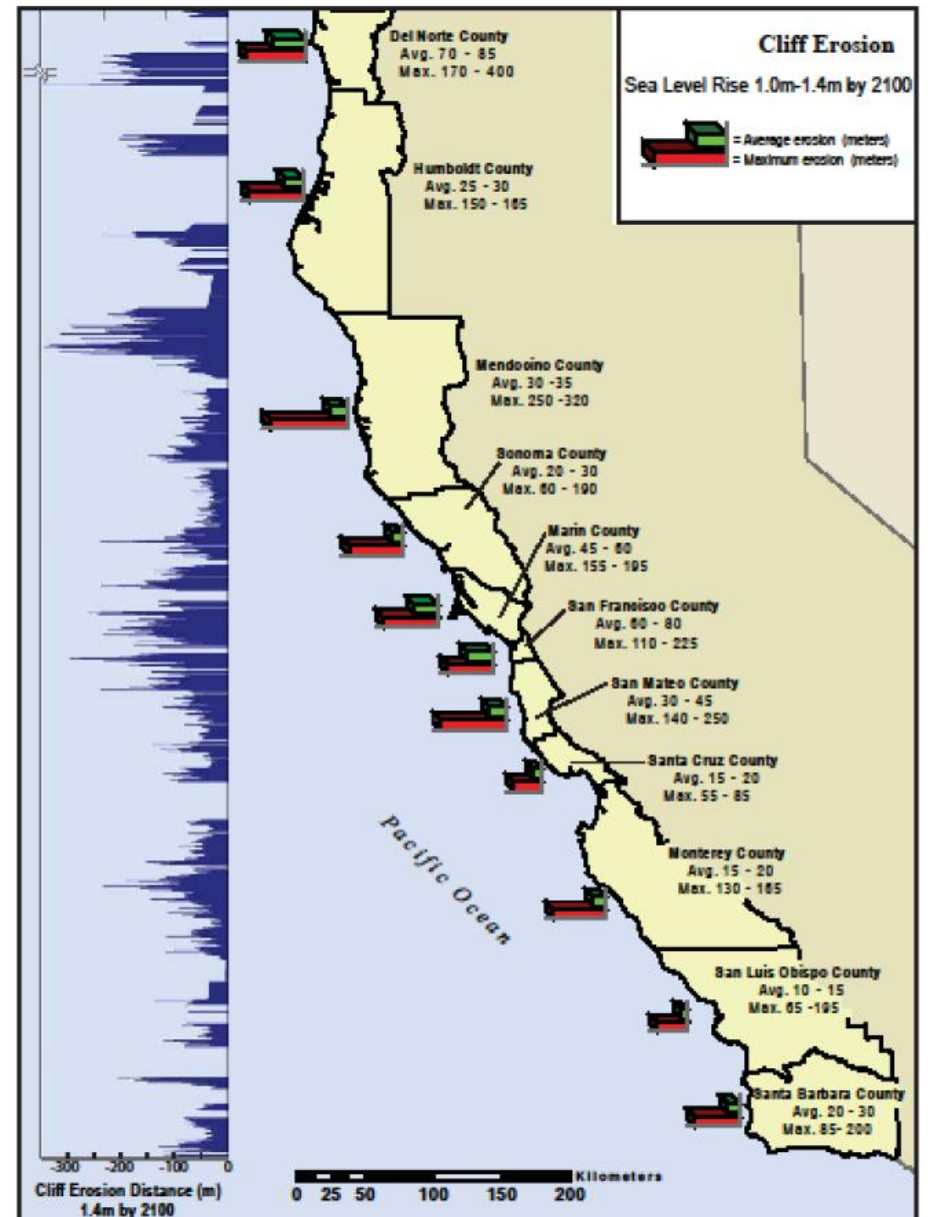 Cliff Erosion
Sea Level Rise 1.0m-1.4m by 2100
= Average erosion (meters)
= Maximum erosion (meters)
Del Norte County
Avg. 70 - 85
Max. 170 - 400
Humboldt County
Avg. 25 - 30
Max. 150 - 165
Mendocino County
Avg. 30 -35
Max. 250 -320
Sonoma County
Avg. 20 - 30
Max. 60 - 190
Marin County
Avg. 45 - 60
Max. 155 - 195
San Francisco County
Avg. 60 - 80
Max. 110 - 225
San Mateo County
Avg. 30 - 45
Max. 140 - 250
Santa Cruz County
Avg. 15 - 20
Max. 55 - 85
Pacific Ocean
Monterey County
Avg. 15 - 20
Max. 130 - 165
San Luis Obispo County
Avg. 10 - 15
Max. 65 -195
Santa Barbara County
Avg. 20 - 30
Max. 85- 200
-300 -200 -100 0
Cliff Erosion Distance (m)
1.4m by 2100
Kilometers
0 25 50 100 150 200